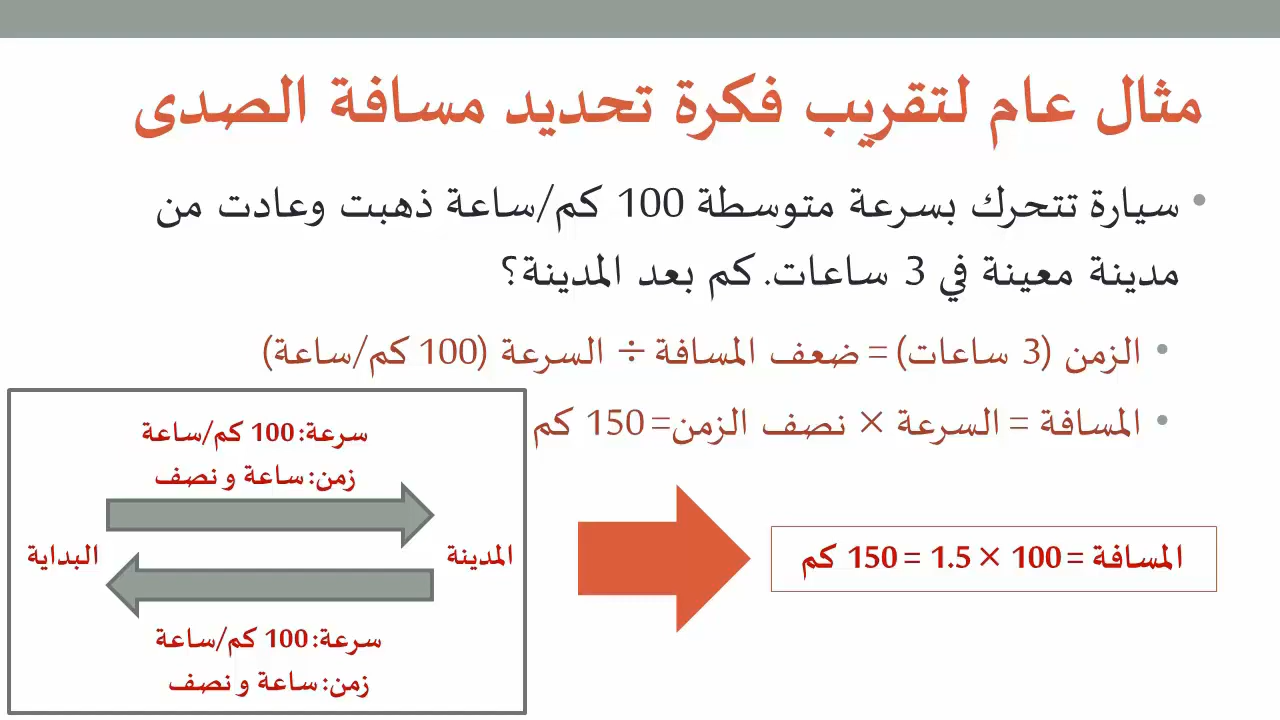 مثال عام لتقريب فكرة تحديد مسافة الصدى
• سيارة تتحرك بسرعة متوسطة 100 كم/ساعة ذهبت وعادت من
مدينة معينة في 3 ساعات. كم بعد المدينة؟
• الزمن (3 ساعات) = ضعف المسافة ÷ السرعة (100 كم/ساعة)
• المسافة = السرعة × نصف الزمن= 150 كم
سرعة: 100 كم/ساعة
زمن: ساعة و نصف
المدينة
البداية
سرعة: 100 كم/ساعة
زمن: ساعة و نصف
المسافة = 100 × 1.5 = 150 كم